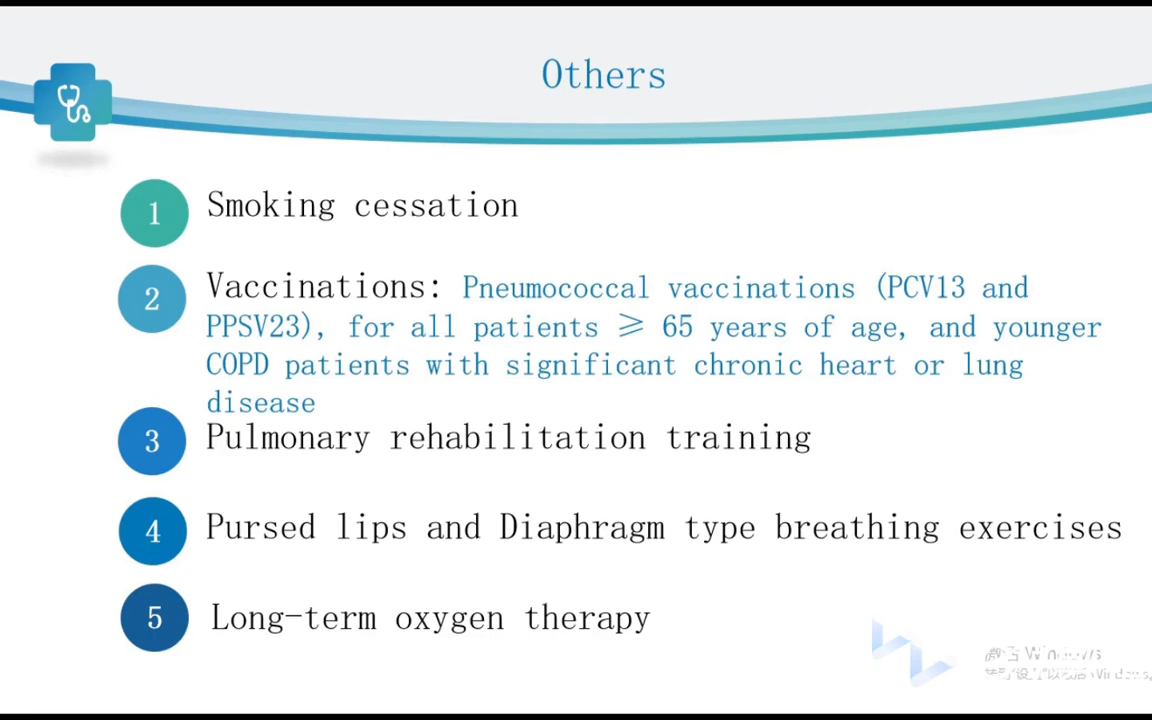 Others
1 Smoking cessation
2 Vaccinations: Pneumococcal vaccinations (PCV13 and
PPSV23), for all patients ≥ 65 years of age, and younger
COPD patients with significant chronic heart or lung
disease
3 Pulmonary rehabilitation training
4 Pursed lips and Diaphragm type breathing exercises
5 Long-term oxygen therapy
Windows
Windows